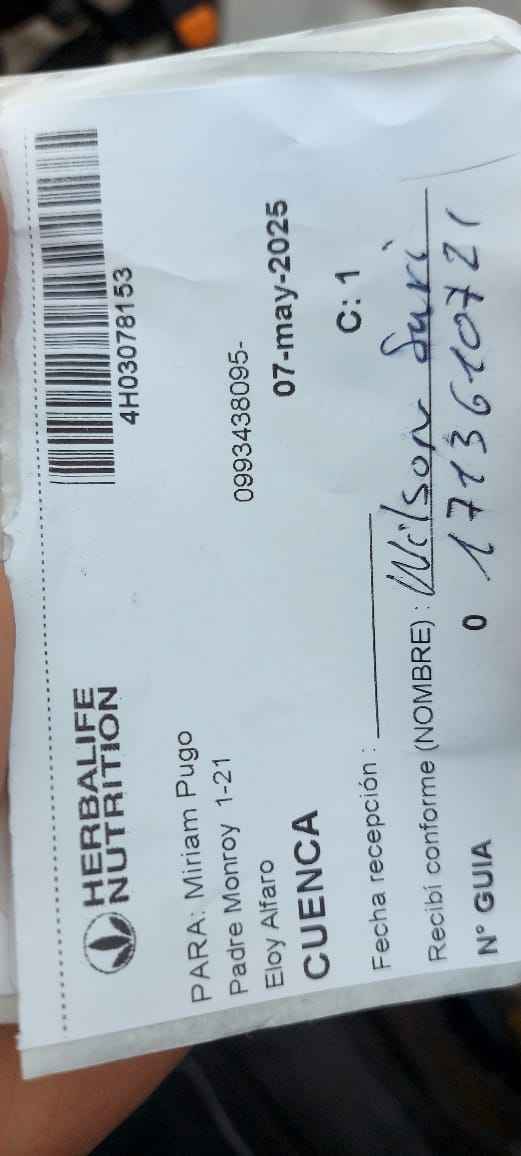 HERBALIFE
NUTRITION
4H03078153
PARA: Miriam Pugo
Padre Monroy 1-21
0993438095-
Eloy Alfaro
07-may-2025
CUENCA
C: 1
Fecha recepción :
Recibí conforme (NOMBRE) : Wilson
N° GUIA 0
1713610721